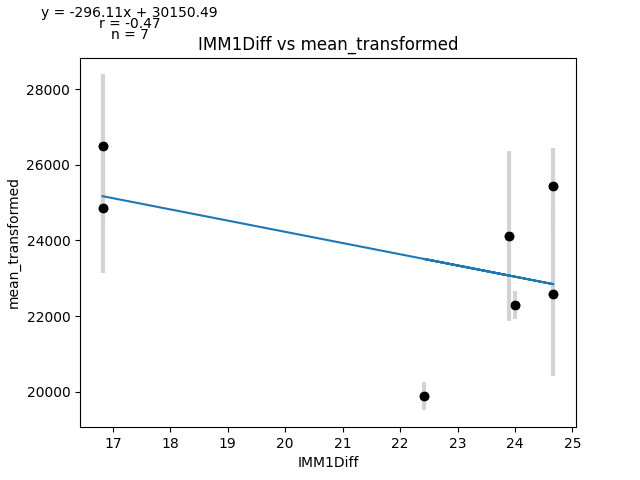 y = -296.11x + 30150.49
r = -0.47
n = 7
IMM1Diff vs mean_transformed
28000
26000
24000
22000
20000
mean_transformed
17 18 19 20 21 22 23 24 25
IMM1Diff